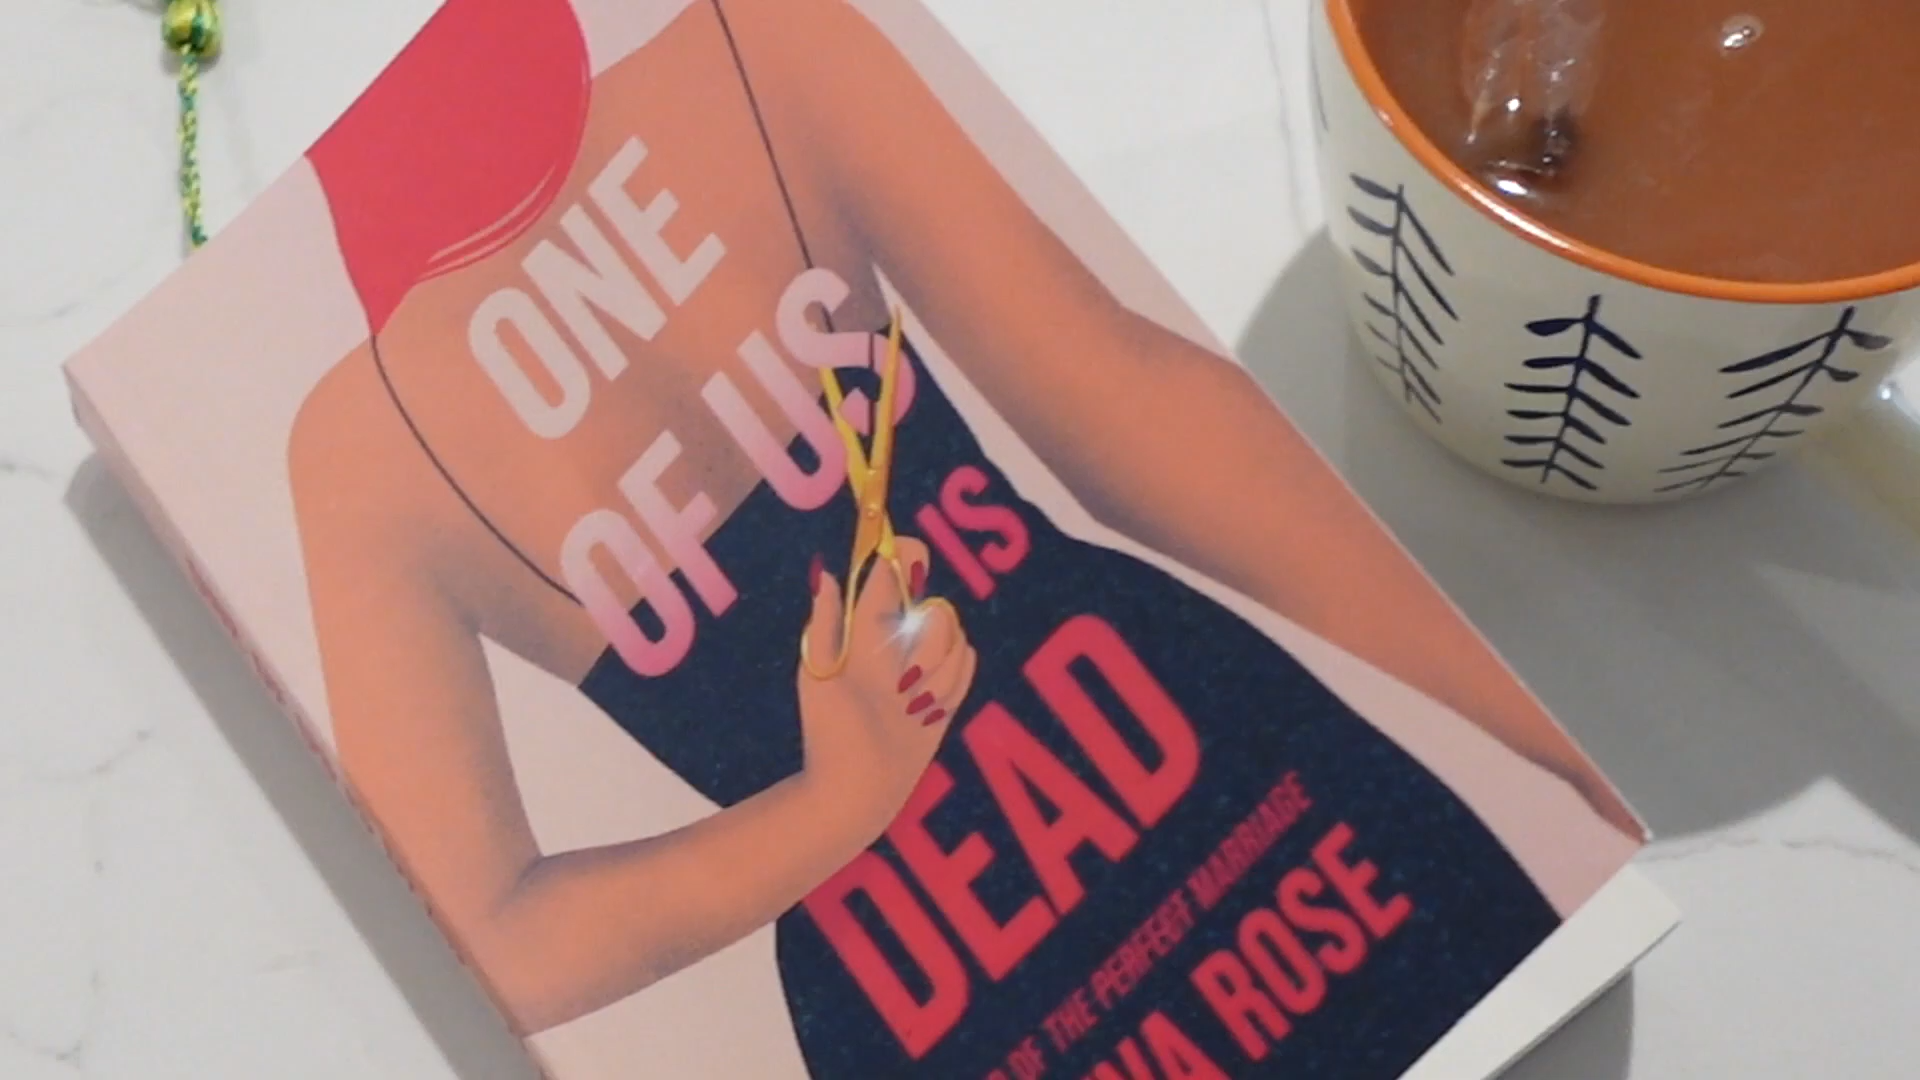 ONE
OF US
IS
DEAD
OF THE PERFECT MARRIAGE
ROSE